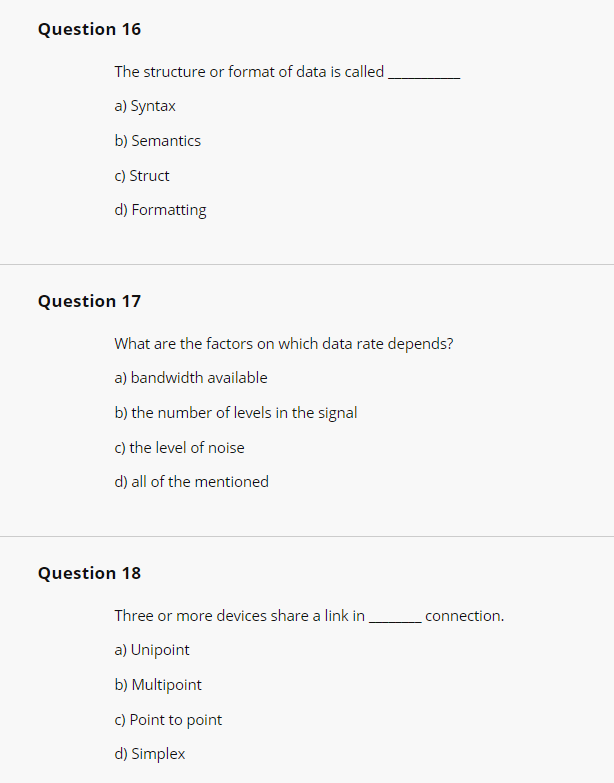 Question 16
The structure or format of data is called ___________
a) Syntax
b) Semantics
c) Struct
d) Formatting
Question 17
What are the factors on which data rate depends?
a) bandwidth available
b) the number of levels in the signal
c) the level of noise
d) all of the mentioned
Question 18
Three or more devices share a link in ________ connection.
a) Unipoint
b) Multipoint
c) Point to point
d) Simplex